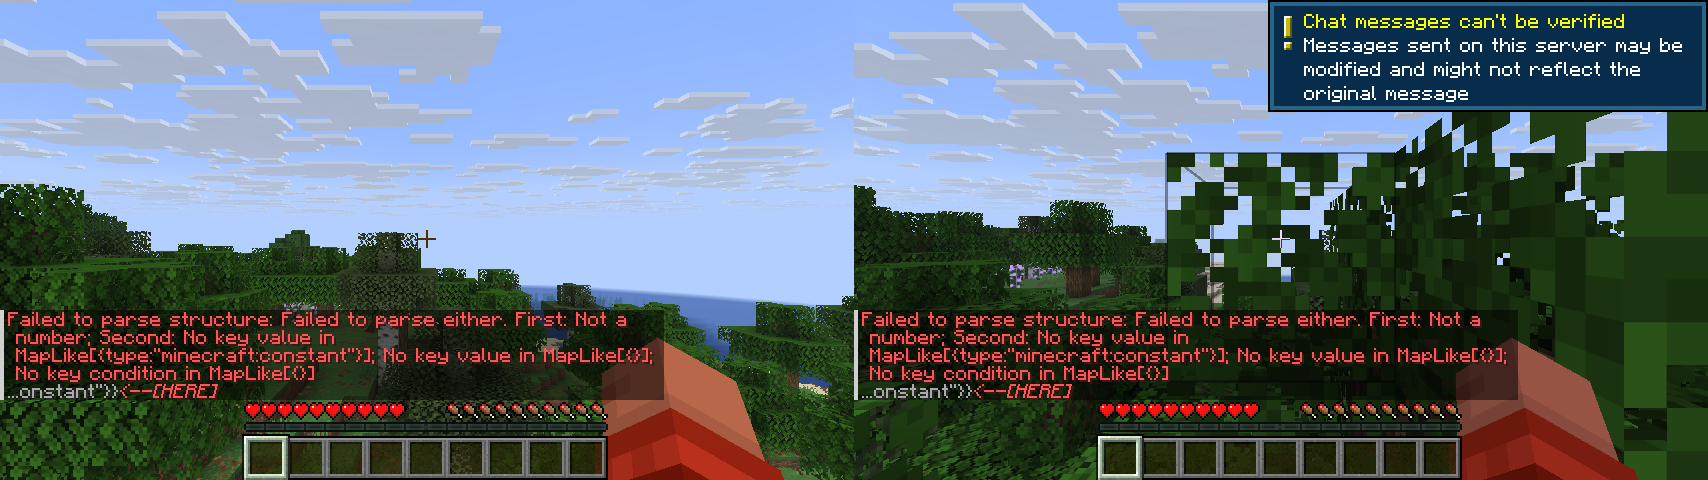 Chat messages can't be verified
Messages sent on this server may be
modified and might not reflect the
original message
Failed to parse structure: Failed to parse either. First: Not a
number; Second: No key value in
MapLike[{type:"minecraft:constant"}]; No key value in MapLike[{}];
No key condition in MapLike[{}]
...onstant"}}<--[HERE]
Failed to parse structure: Failed to parse either. First: Not a
number; Second: No key value in
MapLike[{type:"minecraft:constant"}]; No key value in MapLike[{}];
No key condition in MapLike[{}]
...onstant"}}<--[HERE]